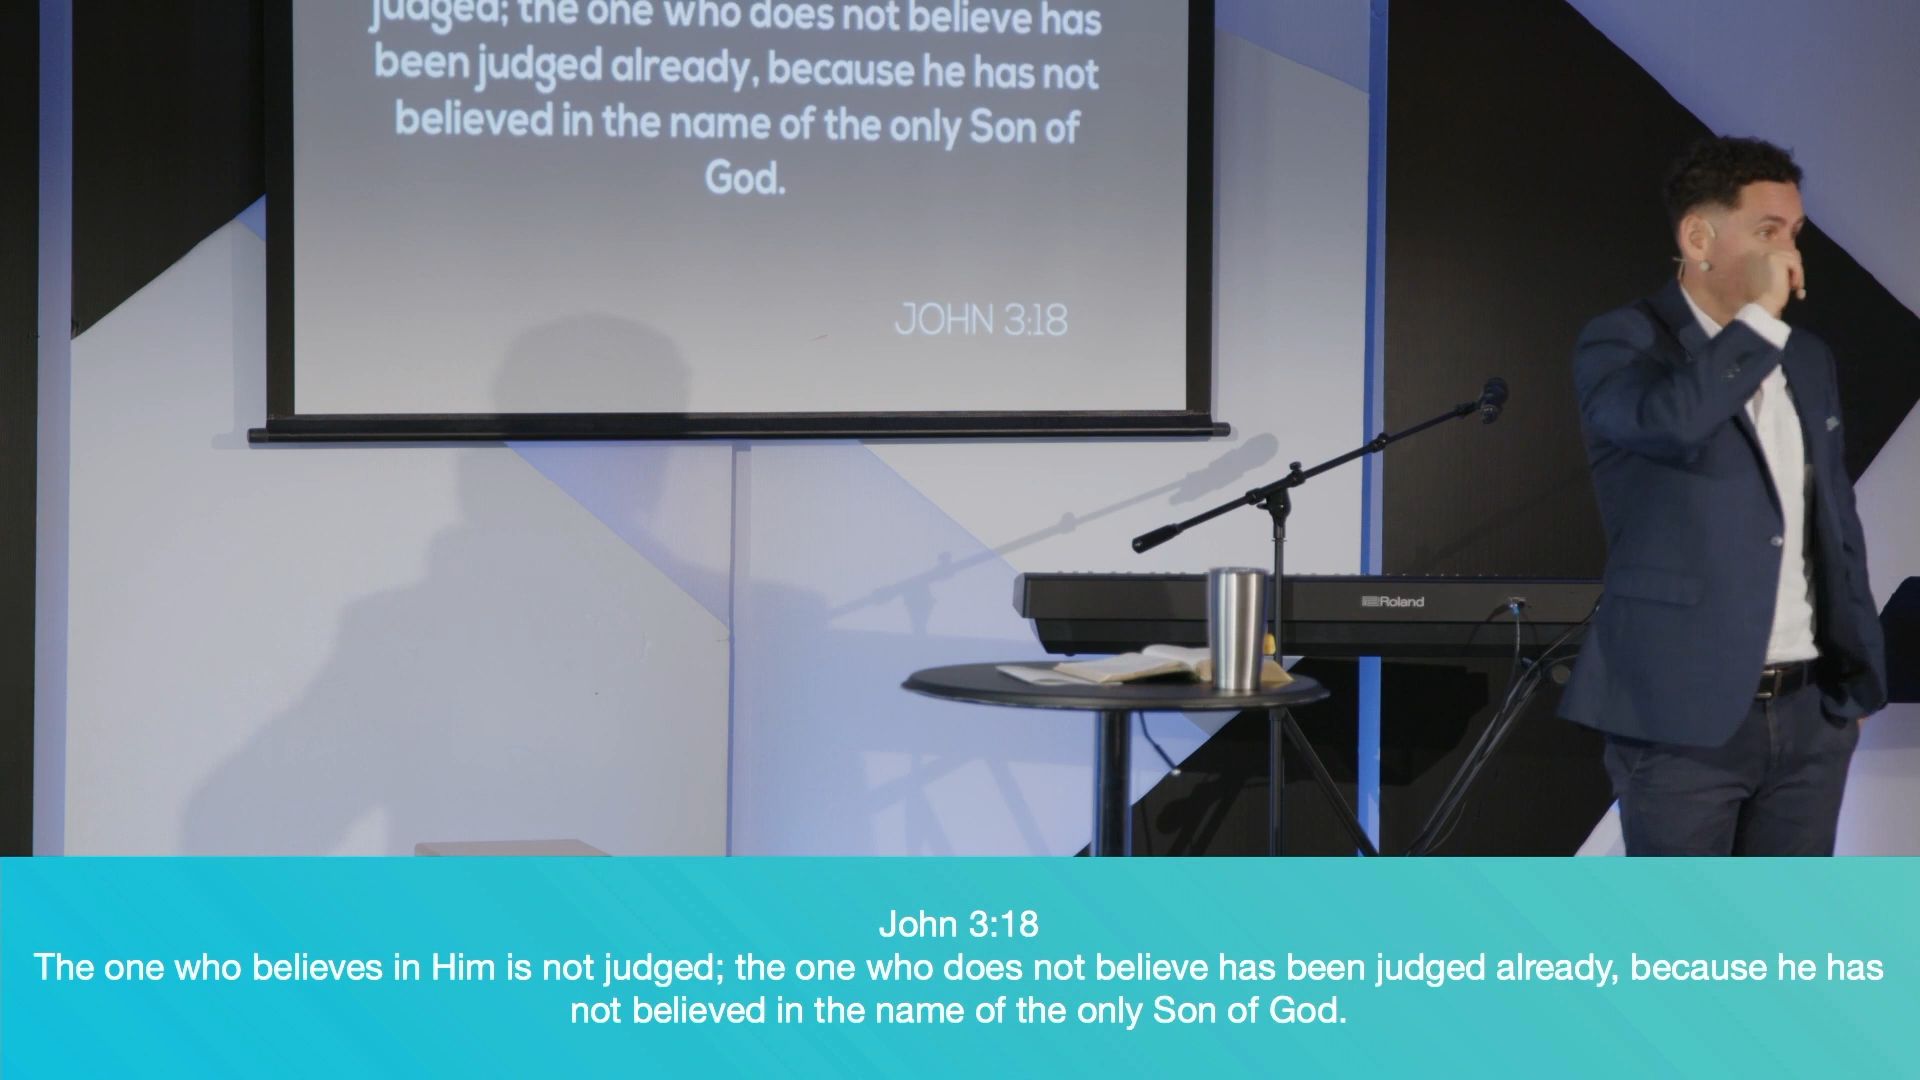 judged; the one who does not believe has
been judged already, because he has not
believed in the name of the only Son of
God.
JOHN 3:18
Roland
John 3:18
The one who believes in Him is not judged; the one who does not believe has been judged already, because he has
not believed in the name of the only Son of God.